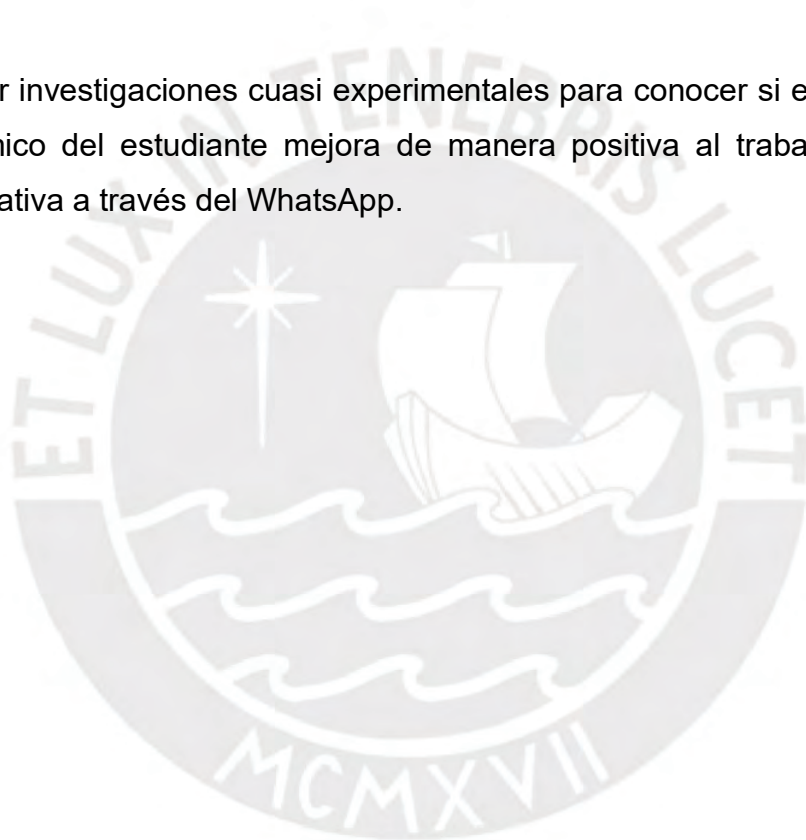 r investigaciones cuasi experimentales para conocer si e
ico del estudiante mejora de manera positiva al traba
ativa a través del WhatsApp.
ET LUX IN TENEBRIS LUCET
MCMXVII